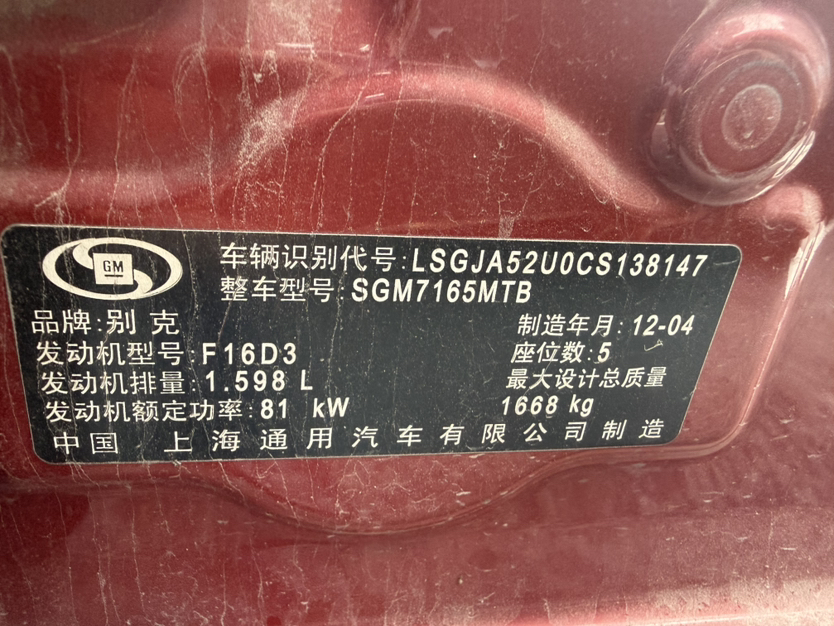 GM
车辆识别代号:LSGJA52U0CS138147
整车型号:SGM7165MTB
品牌:别克
制造年月:12-04
发动机型号:F16D3
座位数:5
发动机排量:1.598 L
最大设计总质量
发动机额定功率:81 kW
1668 kg
中国 上海通用汽车有限公司制造